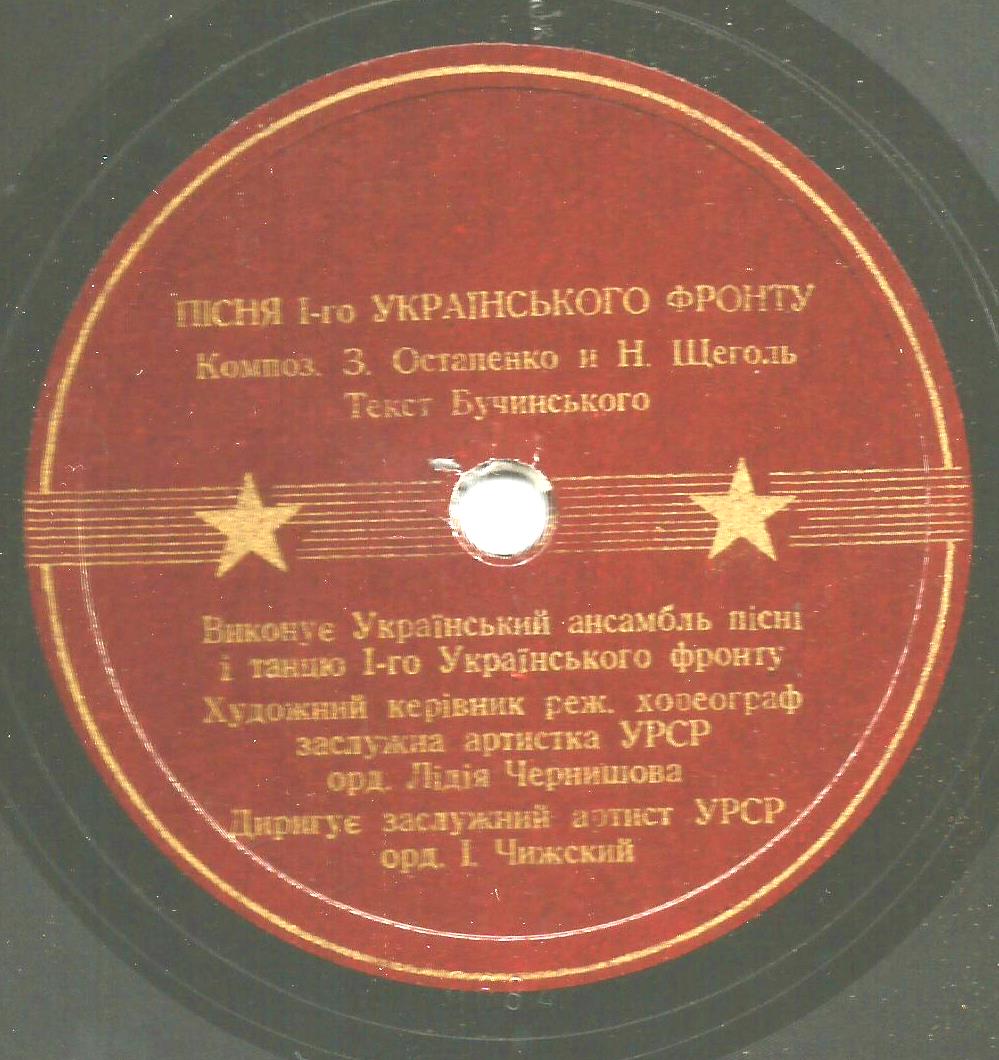 ПІСНЯ І-го УКРАЇНСЬКОГО ФРОНТУ
Композ. З. Остапенко и Н. Щеголь
Текст Бучинського
Виконує Український ансамбль пісні
і танцю І-го Українського фронту
Художний керівник реж. хореограф
заслужна артистка УРСР
орд. Лідія Чернишова
Диригує заслужний артист УРСР
орд. І. Чижский